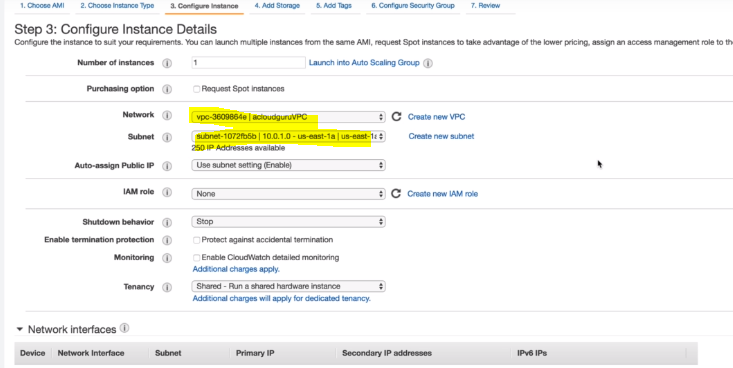 1. Choose AMI 2. Choose Instance Type 3. Configure Instance 4. Add Storage 5. Add Tags 6. Configure Security Group 7. Review
Step 3: Configure Instance Details
Configure the instance to suit your requirements. You can launch multiple instances from the same AMI, request Spot instances to take advantage of the lower pricing, assign an access management role to th
Number of instances 1 Launch into Auto Scaling Group
Purchasing option Request Spot instances
Network vpc-3609864e | acloudguruVPC Create new VPC
Subnet subnet-1072fb5b | 10.0.1.0 - us-east-1a | us-east-1a Create new subnet
250 IP Addresses available
Auto-assign Public IP Use subnet setting (Enable)
IAM role None Create new IAM role
Shutdown behavior Stop
Enable termination protection Protect against accidental termination
Monitoring Enable CloudWatch detailed monitoring
Additional charges apply.
Tenancy Shared - Run a shared hardware instance
Additional charges will apply for dedicated tenancy.
Network interfaces
Device Network Interface Subnet Primary IP Secondary IP addresses IPv6 IPs